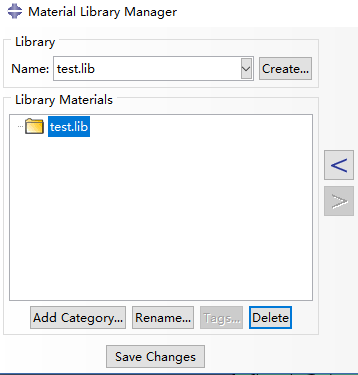 Material Library Manager
Library
Name: test.lib Create...
Library Materials
test.lib
<
>
Add Category... Rename... Tags... Delete
Save Changes